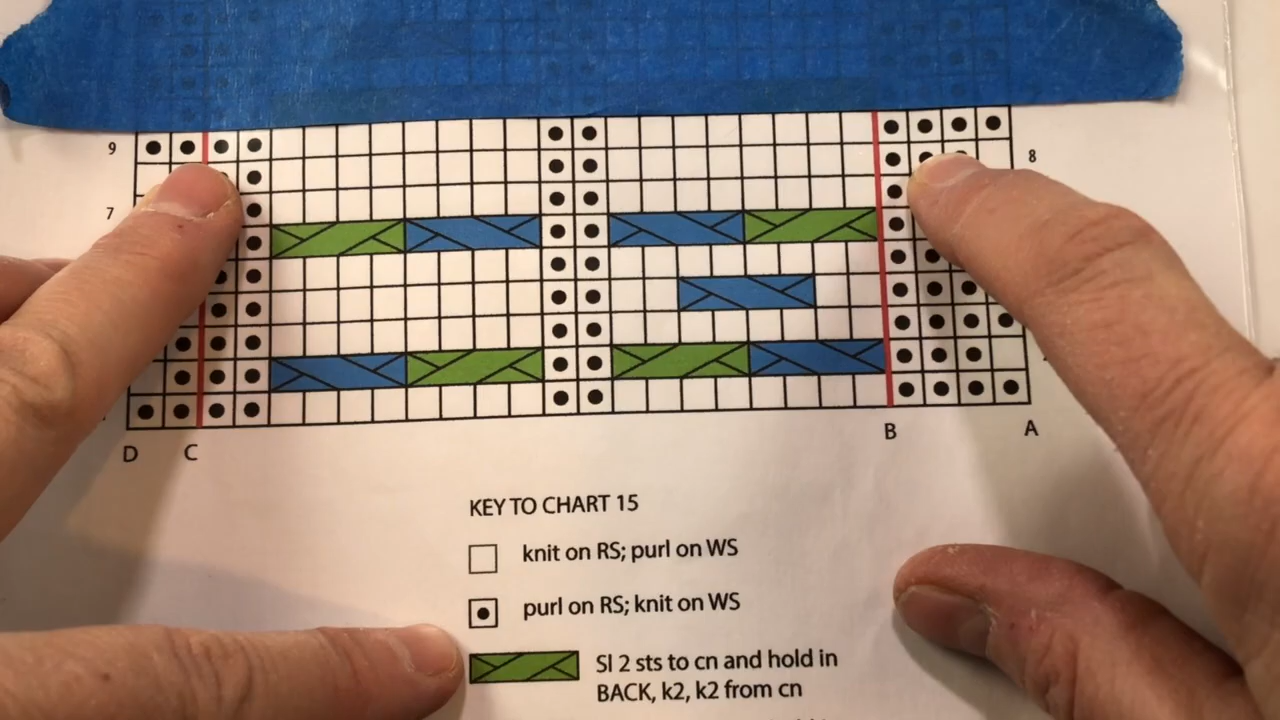 9
8
7
D C B A
KEY TO CHART 15
knit on RS; purl on WS
purl on RS; knit on WS
Sl 2 sts to cn and hold in
BACK, k2, k2 from cn